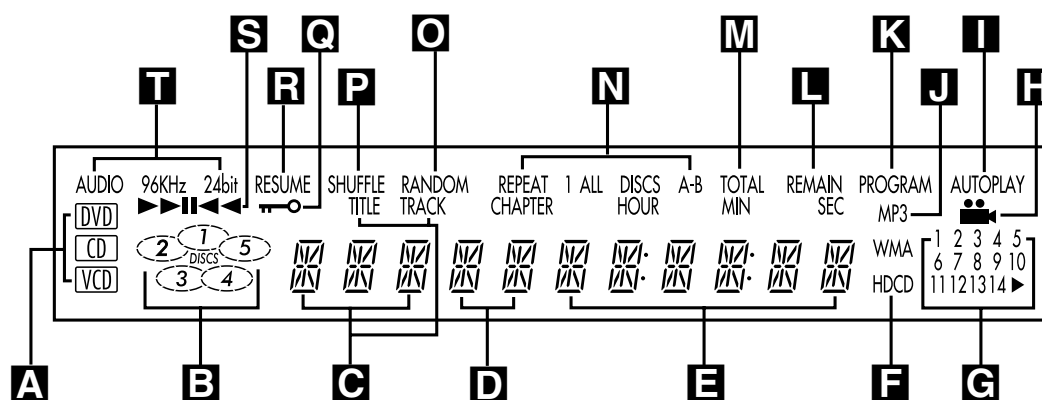 S Q O M K I
T R P N L J H
AUDIO 96KHz 24bit RESUME SHUFFLE RANDOM REPEAT 1 ALL DISCS A-B TOTAL REMAIN PROGRAM AUTOPLAY
TITLE TRACK CHAPTER HOUR MIN SEC MP3
DVD
CD 2 1 5 WMA 1 2 3 4 5
DISCS 6 7 8 9 10
VCD 3 4 HDCD 11 12 13 14
A B C D E F G